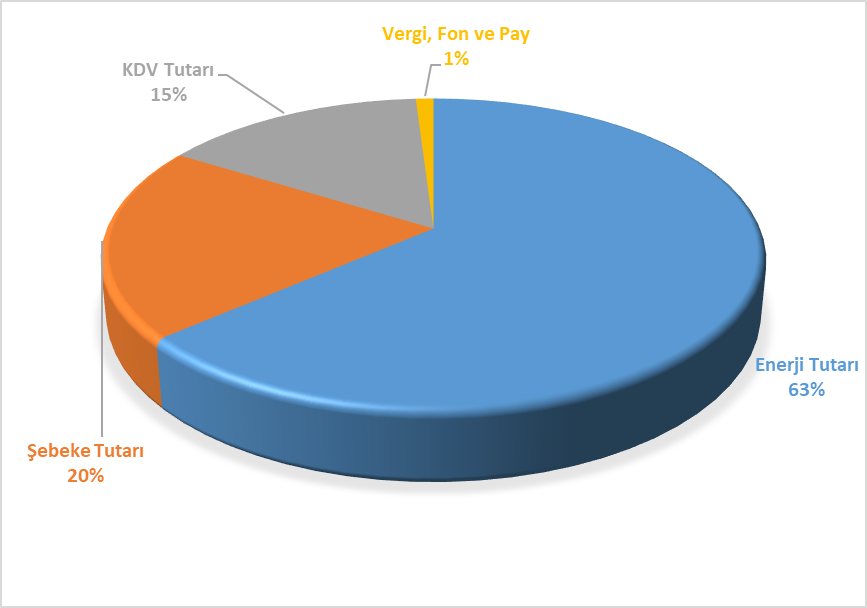 Vergi, Fon ve Pay
1%
KDV Tutarı
15%
Enerji Tutarı
63%
Şebeke Tutarı
20%